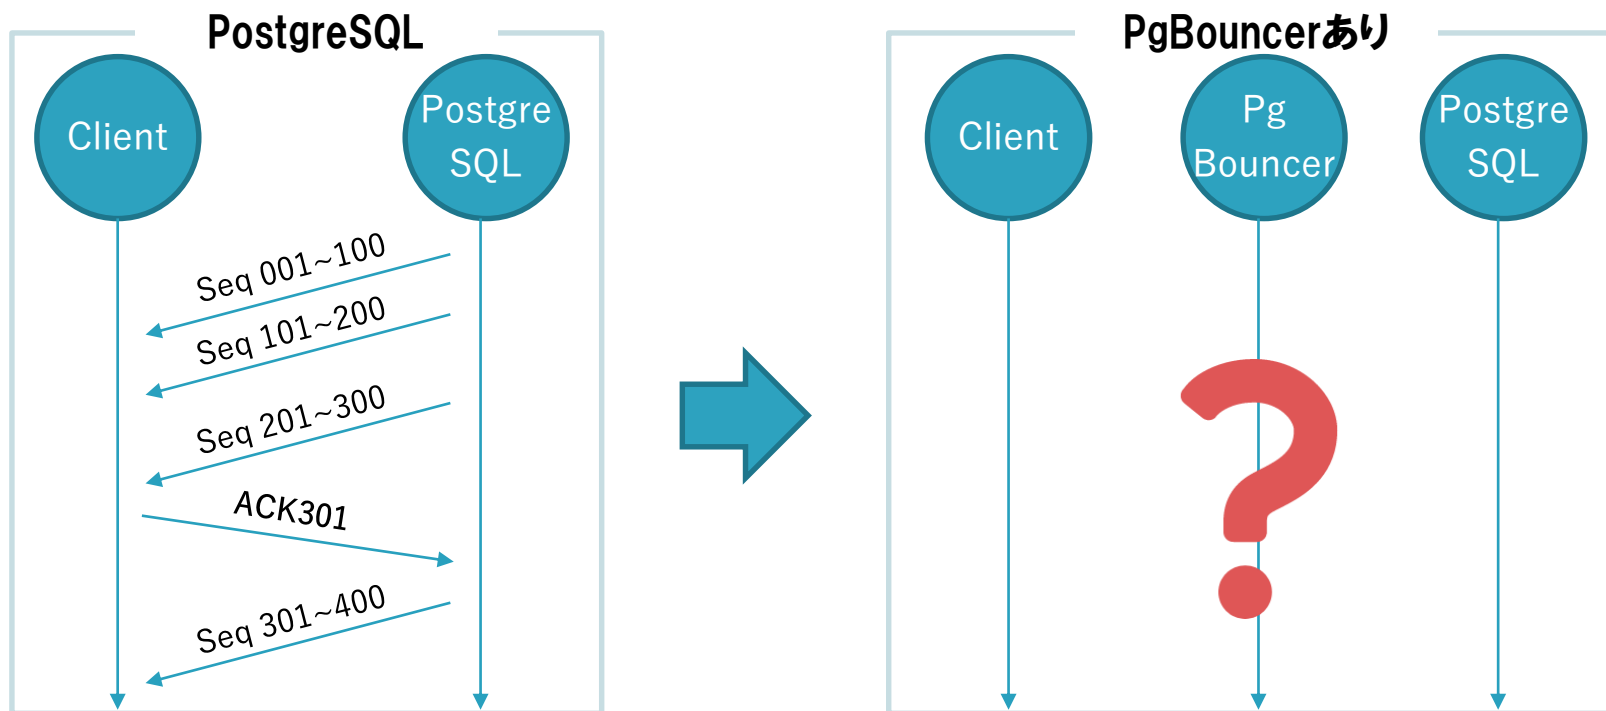 PostgreSQL
Client
Postgre
SQL
Seq 001~100
Seq 101~200
Seq 201~300
ACK301
Seq 301~400
PgBouncerあり
Client
Pg
Bouncer
Postgre
SQL
?